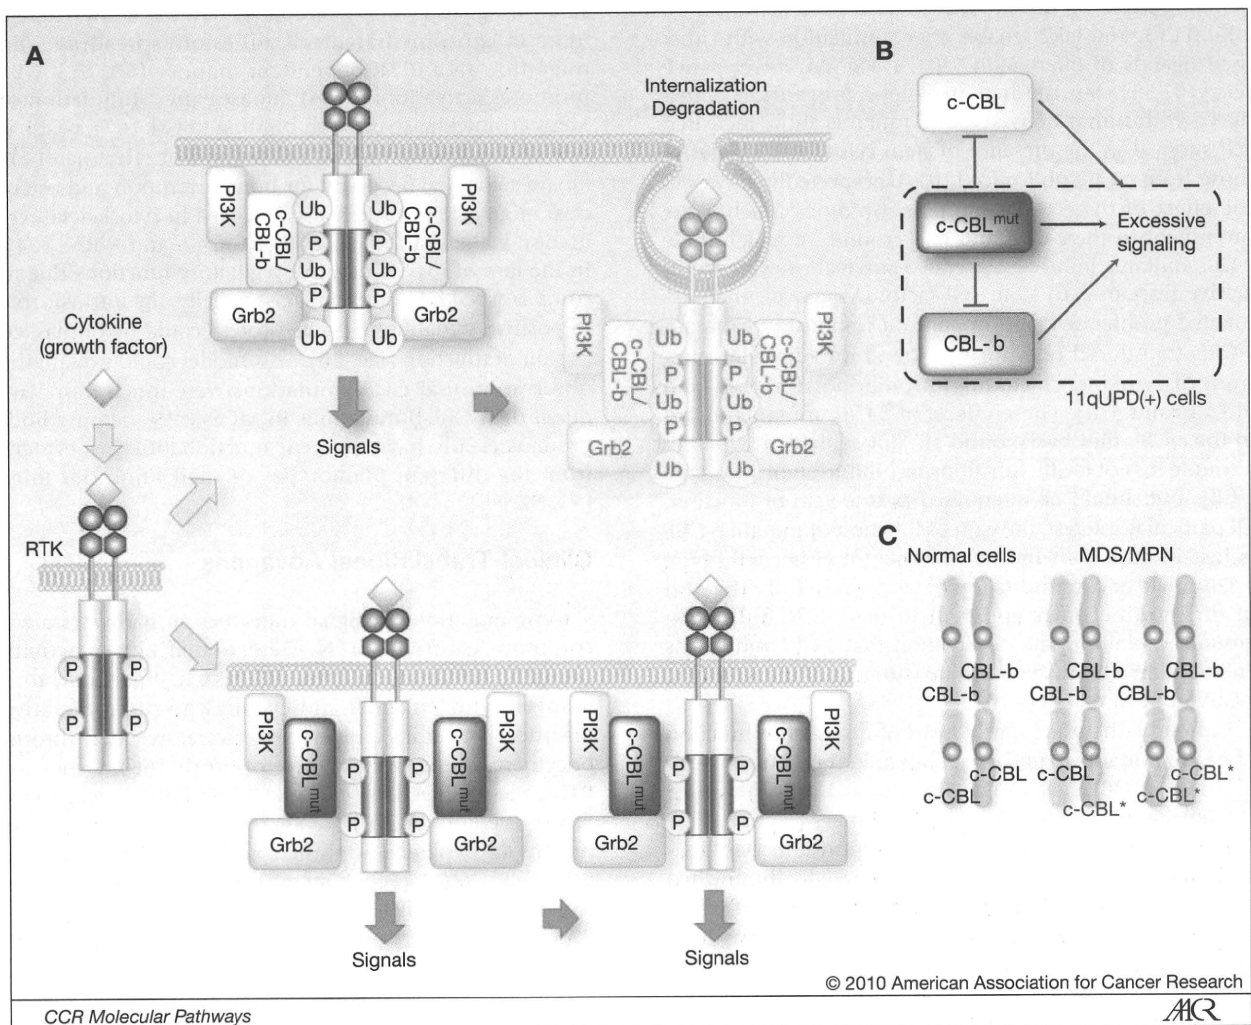 A
Internalization
Degradation
PI3K
c-CBL/
CBL-b
Ub
P
Ub
P
Ub
Ub
P
Ub
P
Ub
c-CBL/
CBL-b
PI3K
Grb2
Grb2
Signals
PI3K
c-CBL/
CBL-b
Ub
P
Ub
P
Ub
Ub
P
Ub
P
Ub
c-CBL/
CBL-b
PI3K
Grb2
Grb2
Cytokine
(growth factor)
RTK
P
P
P
P
PI3K
c-CBL mut
P
P
P
P
c-CBL mut
PI3K
Grb2
Grb2
Signals
PI3K
c-CBL mut
P
P
P
P
c-CBL mut
PI3K
Grb2
Grb2
Signals
B
c-CBL
c-CBL mut
Excessive
signaling
CBL-b
11qUPD(+) cells
C
Normal cells
MDS/MPN
CBL-b
CBL-b
CBL-b
CBL-b
CBL-b
CBL-b
c-CBL
c-CBL
c-CBL
c-CBL*
c-CBL*
c-CBL*
© 2010 American Association for Cancer Research
CCR Molecular Pathways
AACR